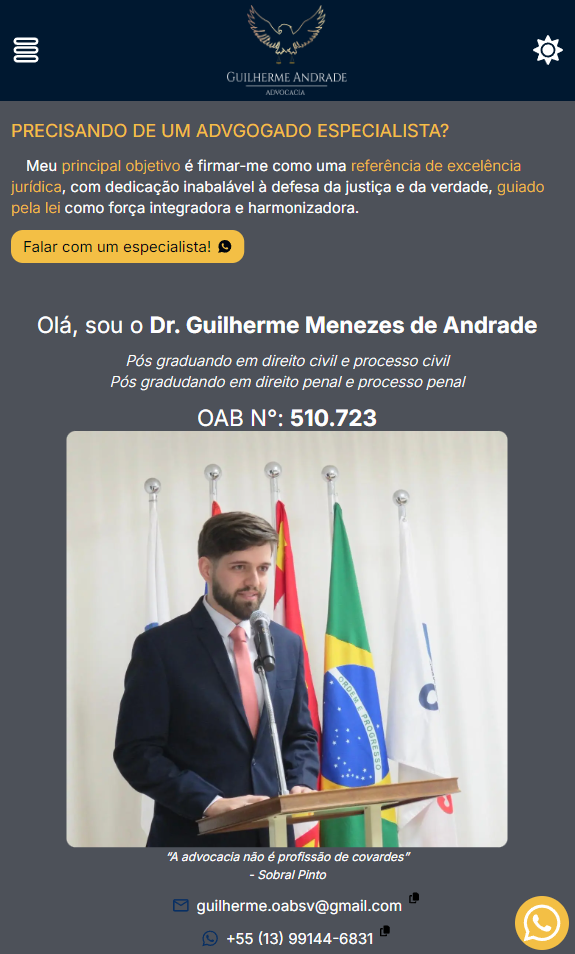 GUILHERME ANDRADE
ADVOCACIA
PRECISANDO DE UM ADVGOGADO ESPECIALISTA?
Meu principal objetivo é firmar-me como uma referência de excelência
jurídica, com dedicação inabalável à defesa da justiça e da verdade, guiado
pela lei como força integradora e harmonizadora.
Falar com um especialista!
Olá, sou o Dr. Guilherme Menezes de Andrade
Pós graduando em direito civil e processo civil
Pós gradudando em direito penal e processo penal
OAB N°: 510.723
ORDEM E PROGRESSO
“A advocacia não é profissão de covardes”
- Sobral Pinto
guilherme.oabsv@gmail.com
+55 (13) 99144-6831